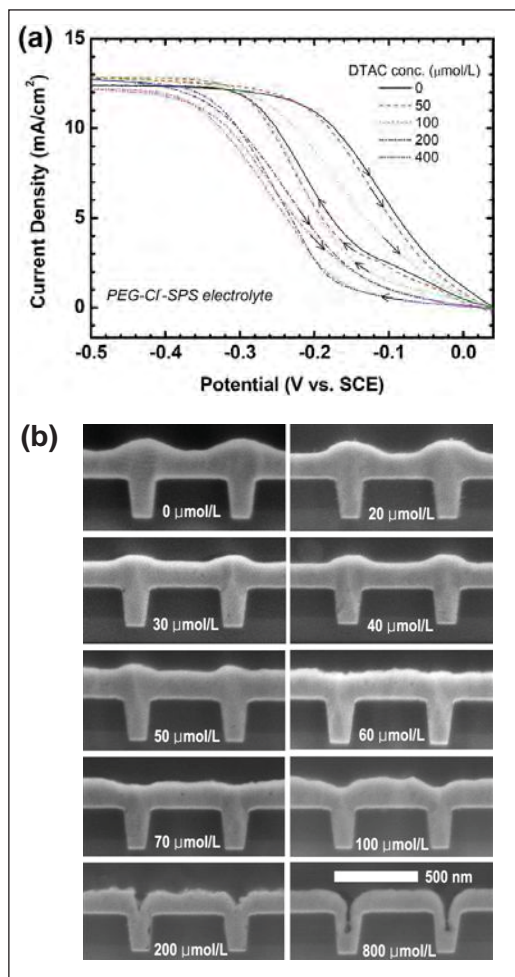 (a)
15
10
5
0
Current Density (mA/cm²)
DTAC conc. (μmol/L)
0
50
100
200
400
PEG-Cl⁻-SPS electrolyte
-0.5 -0.4 -0.3 -0.2 -0.1 0.0
Potential (V vs. SCE)
(b)
0 μmol/L
20 μmol/L
30 μmol/L
40 μmol/L
50 μmol/L
60 μmol/L
70 μmol/L
100 μmol/L
500 nm
200 μmol/L
800 μmol/L